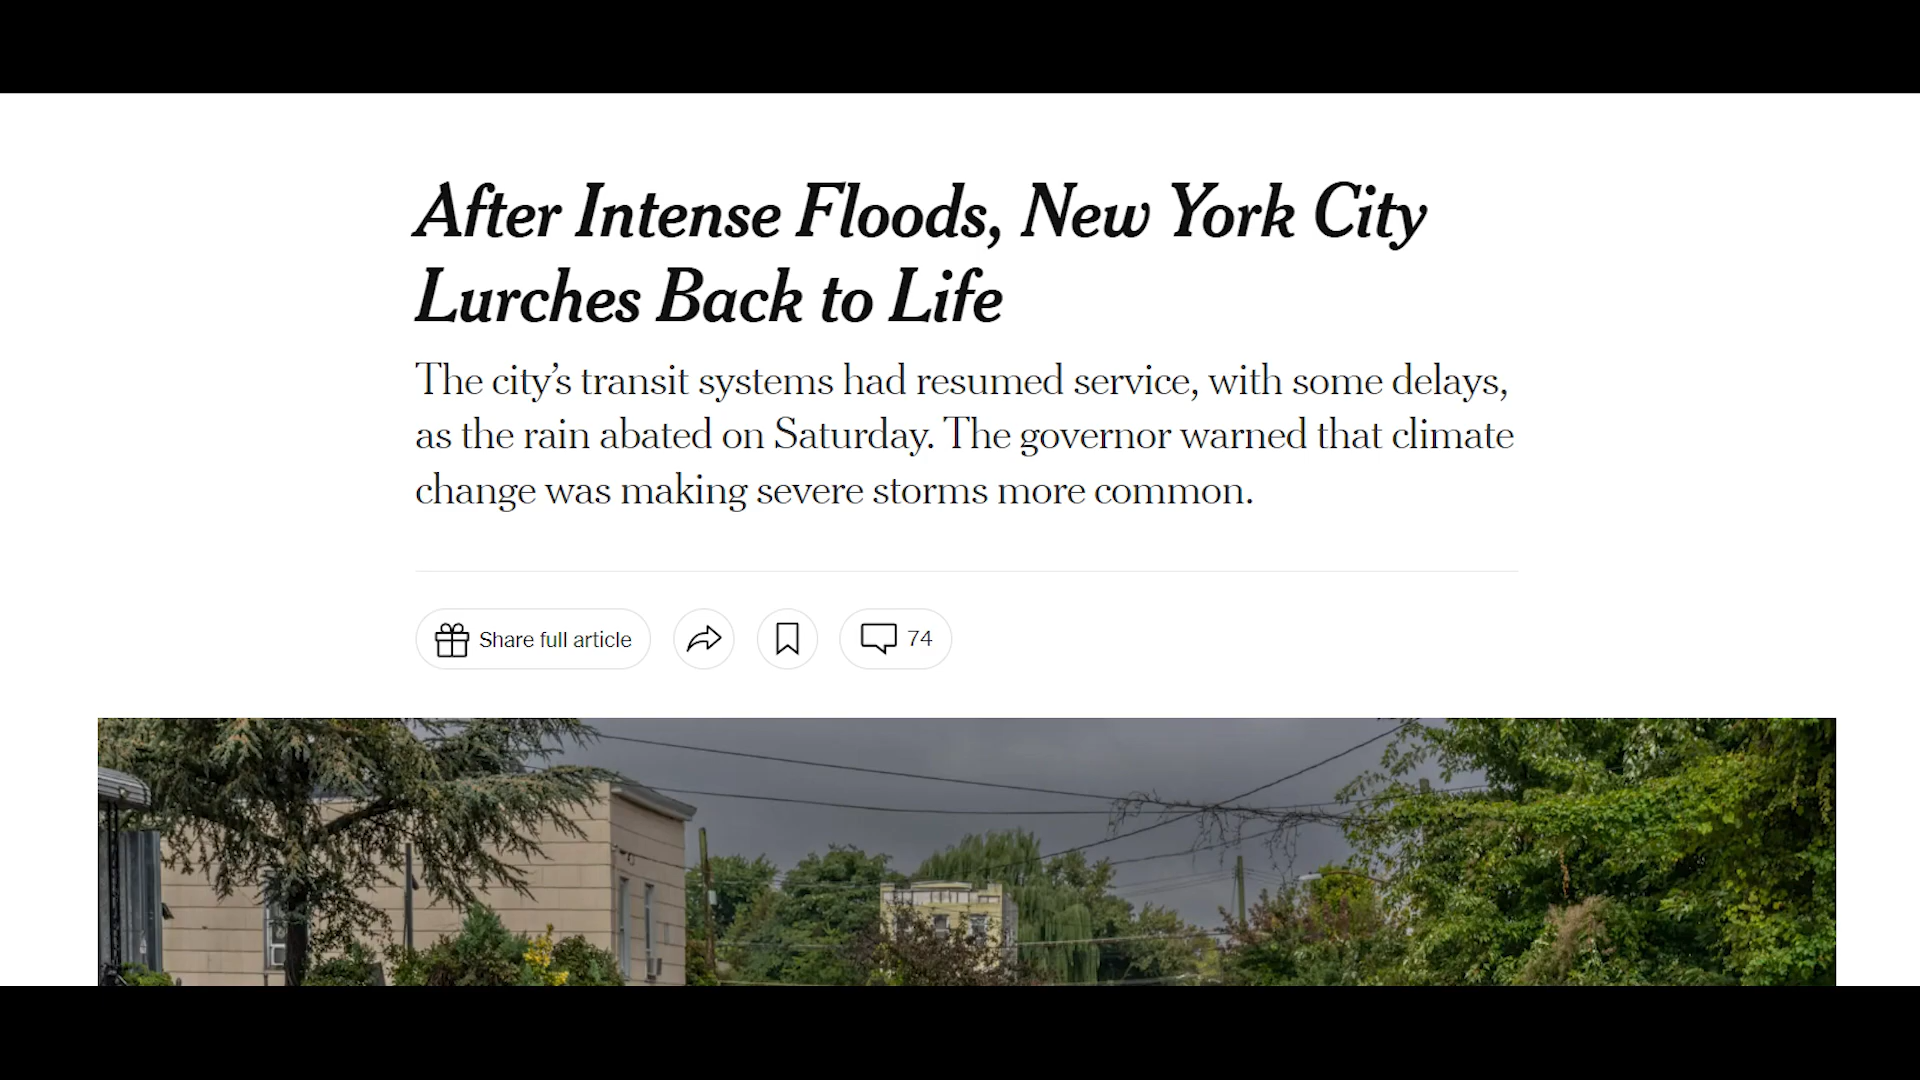 After Intense Floods, New York City
Lurches Back to Life
The city’s transit systems had resumed service, with some delays,
as the rain abated on Saturday. The governor warned that climate
change was making severe storms more common.
Share full article
74